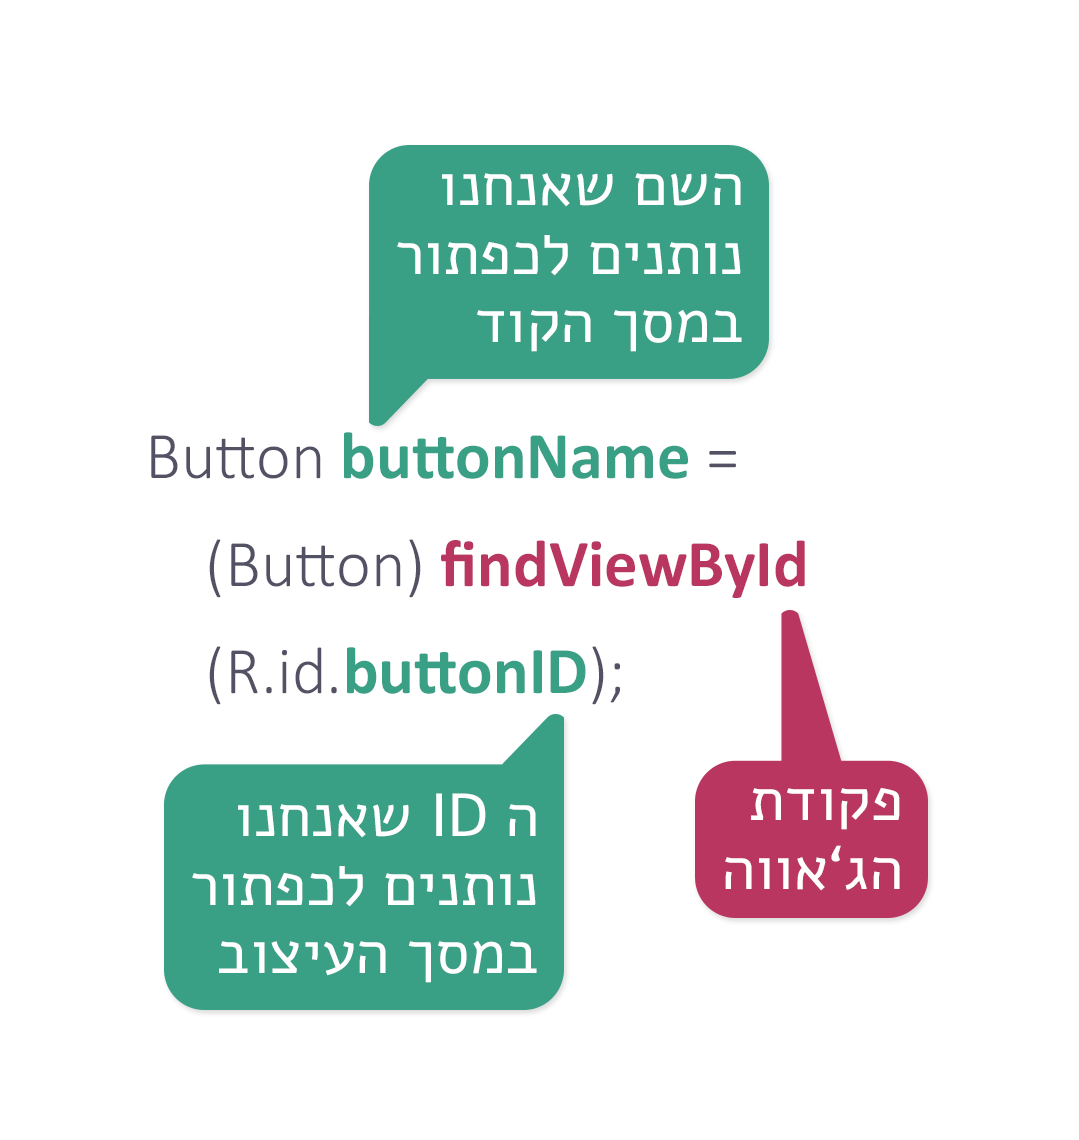 השם שאנחנו
נותנים לכפתור
במסך הקוד
Button buttonName =
(Button) findViewById
(R.id.buttonID);
ה ID שאנחנו
נותנים לכפתור
במסך העיצוב
פקודת
הג‘אווה